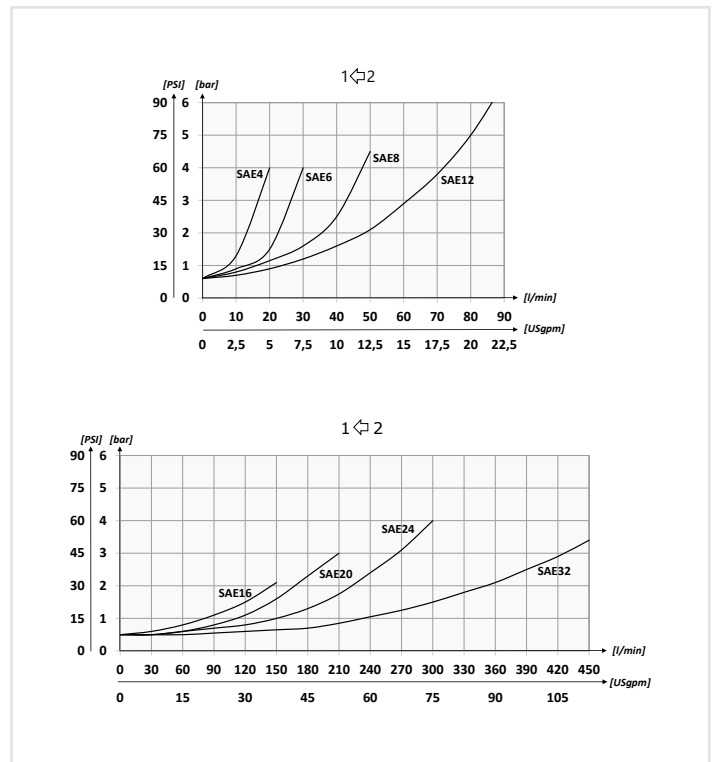 1⇦2
[PSI] [bar]
90 6
75 5
60 4
45 3
30 2
15 1
0 0
SAE4
SAE6
SAE8
SAE12
0 10 20 30 40 50 60 70 80 90 [l/min]
0 2,5 5 7,5 10 12,5 15 17,5 20 22,5 [USgpm]
1⇦2
[PSI] [bar]
90 6
75 5
60 4
45 3
30 2
15 1
0 0
SAE16
SAE20
SAE24
SAE32
0 30 60 90 120 150 180 210 240 270 300 330 360 390 420 450 [l/min]
0 15 30 45 60 75 90 105 [USgpm]